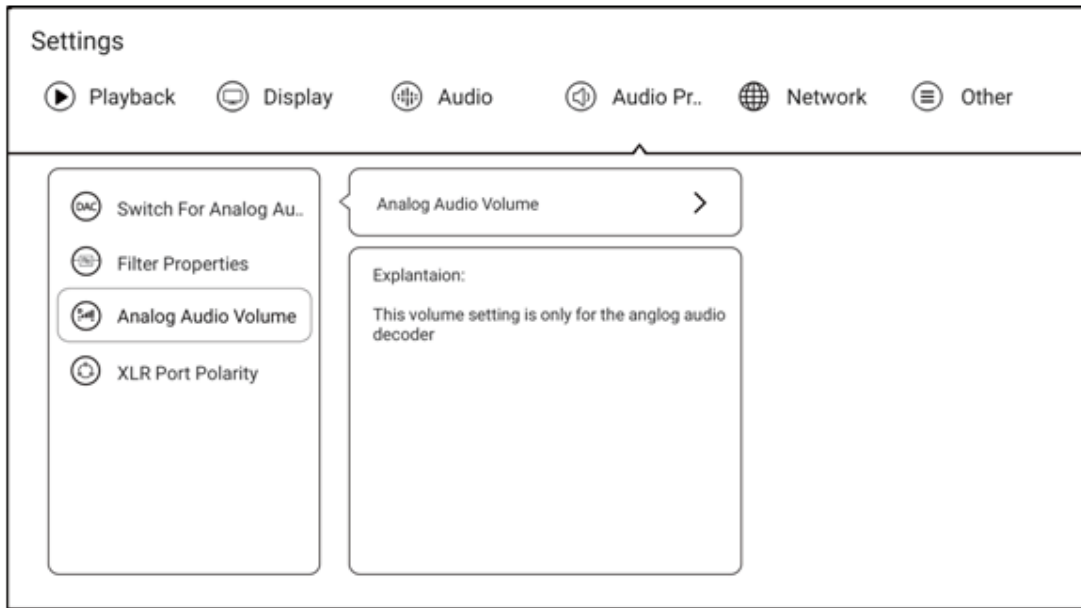 Settings
Playback Display Audio Audio Pr.. Network Other
DAC Switch For Analog Au..
Filter Properties
Analog Audio Volume
XLR Port Polarity
Analog Audio Volume
Explantaion:
This volume setting is only for the anglog audio
decoder